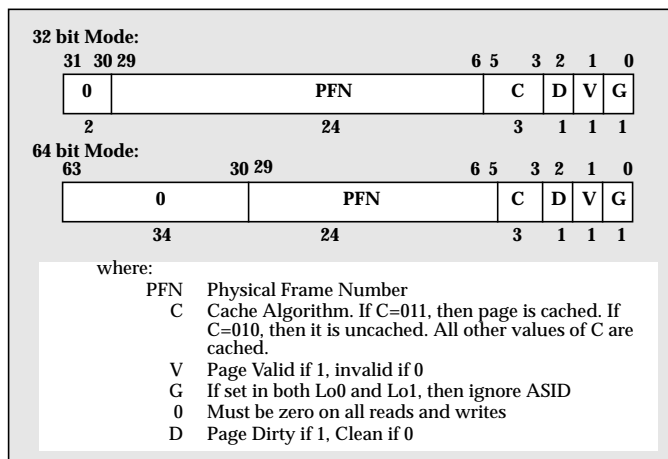 32 bit Mode:
31 30 29 6 5 3 2 1 0
0 PFN C D V G
2 24 3 1 1 1
64 bit Mode:
63 30 29 6 5 3 2 1 0
0 PFN C D V G
34 24 3 1 1 1
where:
PFN Physical Frame Number
C Cache Algorithm. If C=011, then page is cached. If
C=010, then it is uncached. All other values of C are
cached.
V Page Valid if 1, invalid if 0
G If set in both Lo0 and Lo1, then ignore ASID
0 Must be zero on all reads and writes
D Page Dirty if 1, Clean if 0